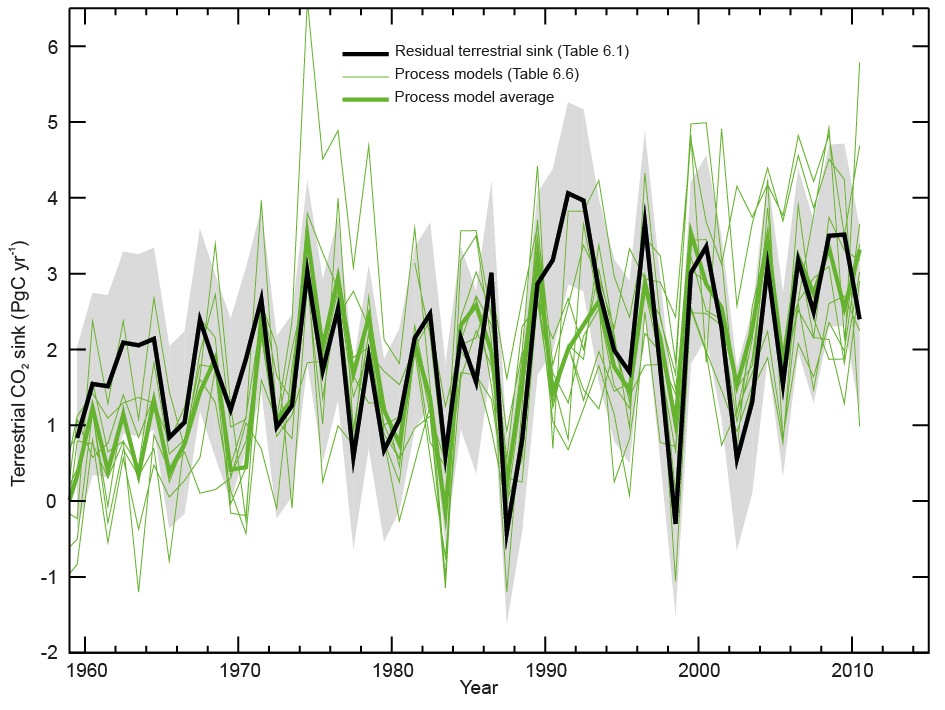 Residual terrestrial sink (Table 6.1)
Process models (Table 6.6)
Process model average
6
5
4
3
2
1
0
-1
-2
Terrestrial CO₂ sink (PgC yr⁻¹)
1960 1970 1980 1990 2000 2010
Year